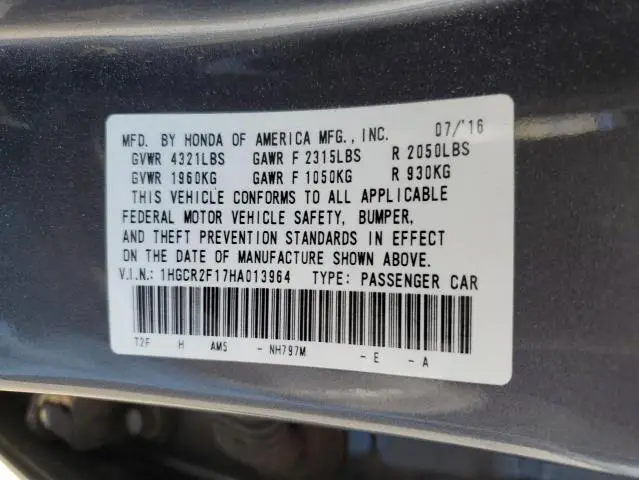 MFD. BY HONDA OF AMERICA MFG., INC. 07/'16
GVWR 4321LBS GAWR F 2315LBS R 2050LBS
GVWR 1960KG GAWR F 1050KG R 930KG
THIS VEHICLE CONFORMS TO ALL APPLICABLE
FEDERAL MOTOR VEHICLE SAFETY, BUMPER,
AND THEFT PREVENTION STANDARDS IN EFFECT
ON THE DATE OF MANUFACTURE SHOWN ABOVE.
V.I.N.: 1HGCR2F17HA013964 TYPE: PASSENGER CAR
T2F H AM5 - NH797M - E - A